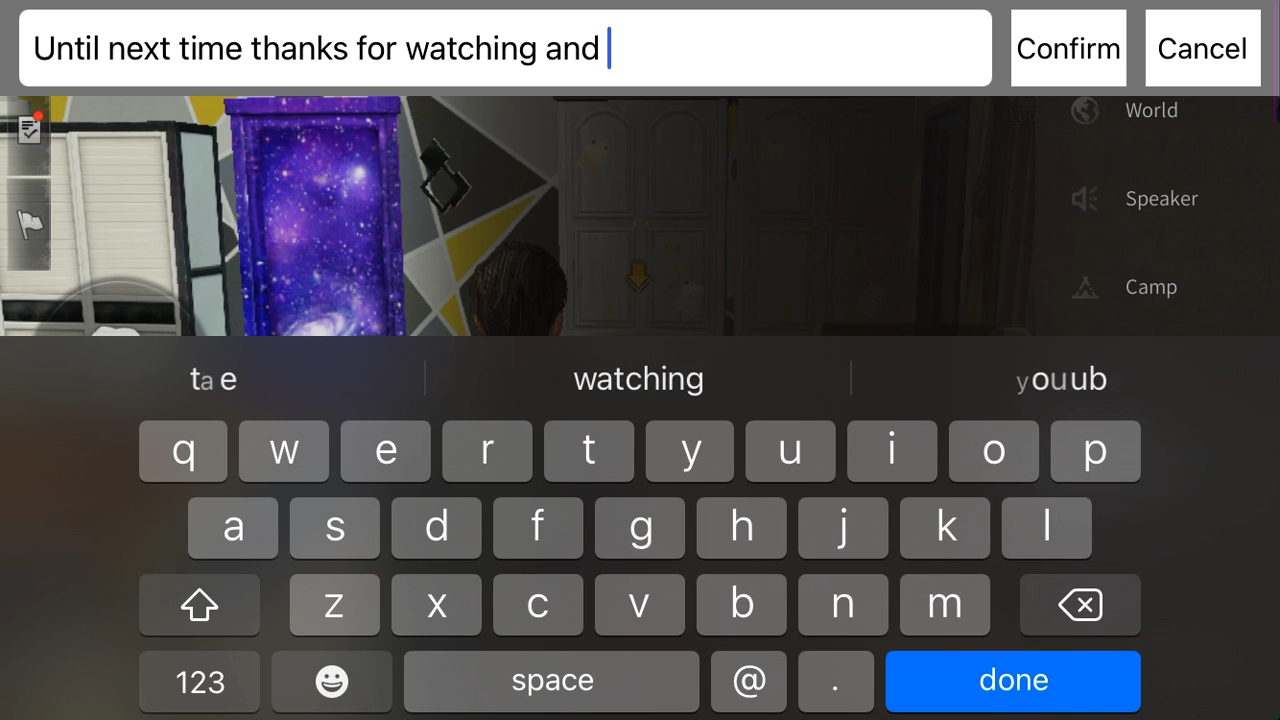 Until next time thanks for watching and
Confirm
Cancel
World
Speaker
Camp
watching
q w e r t y u i o p
a s d f g h j k l
z x c v b n m
123
space
@
.
done